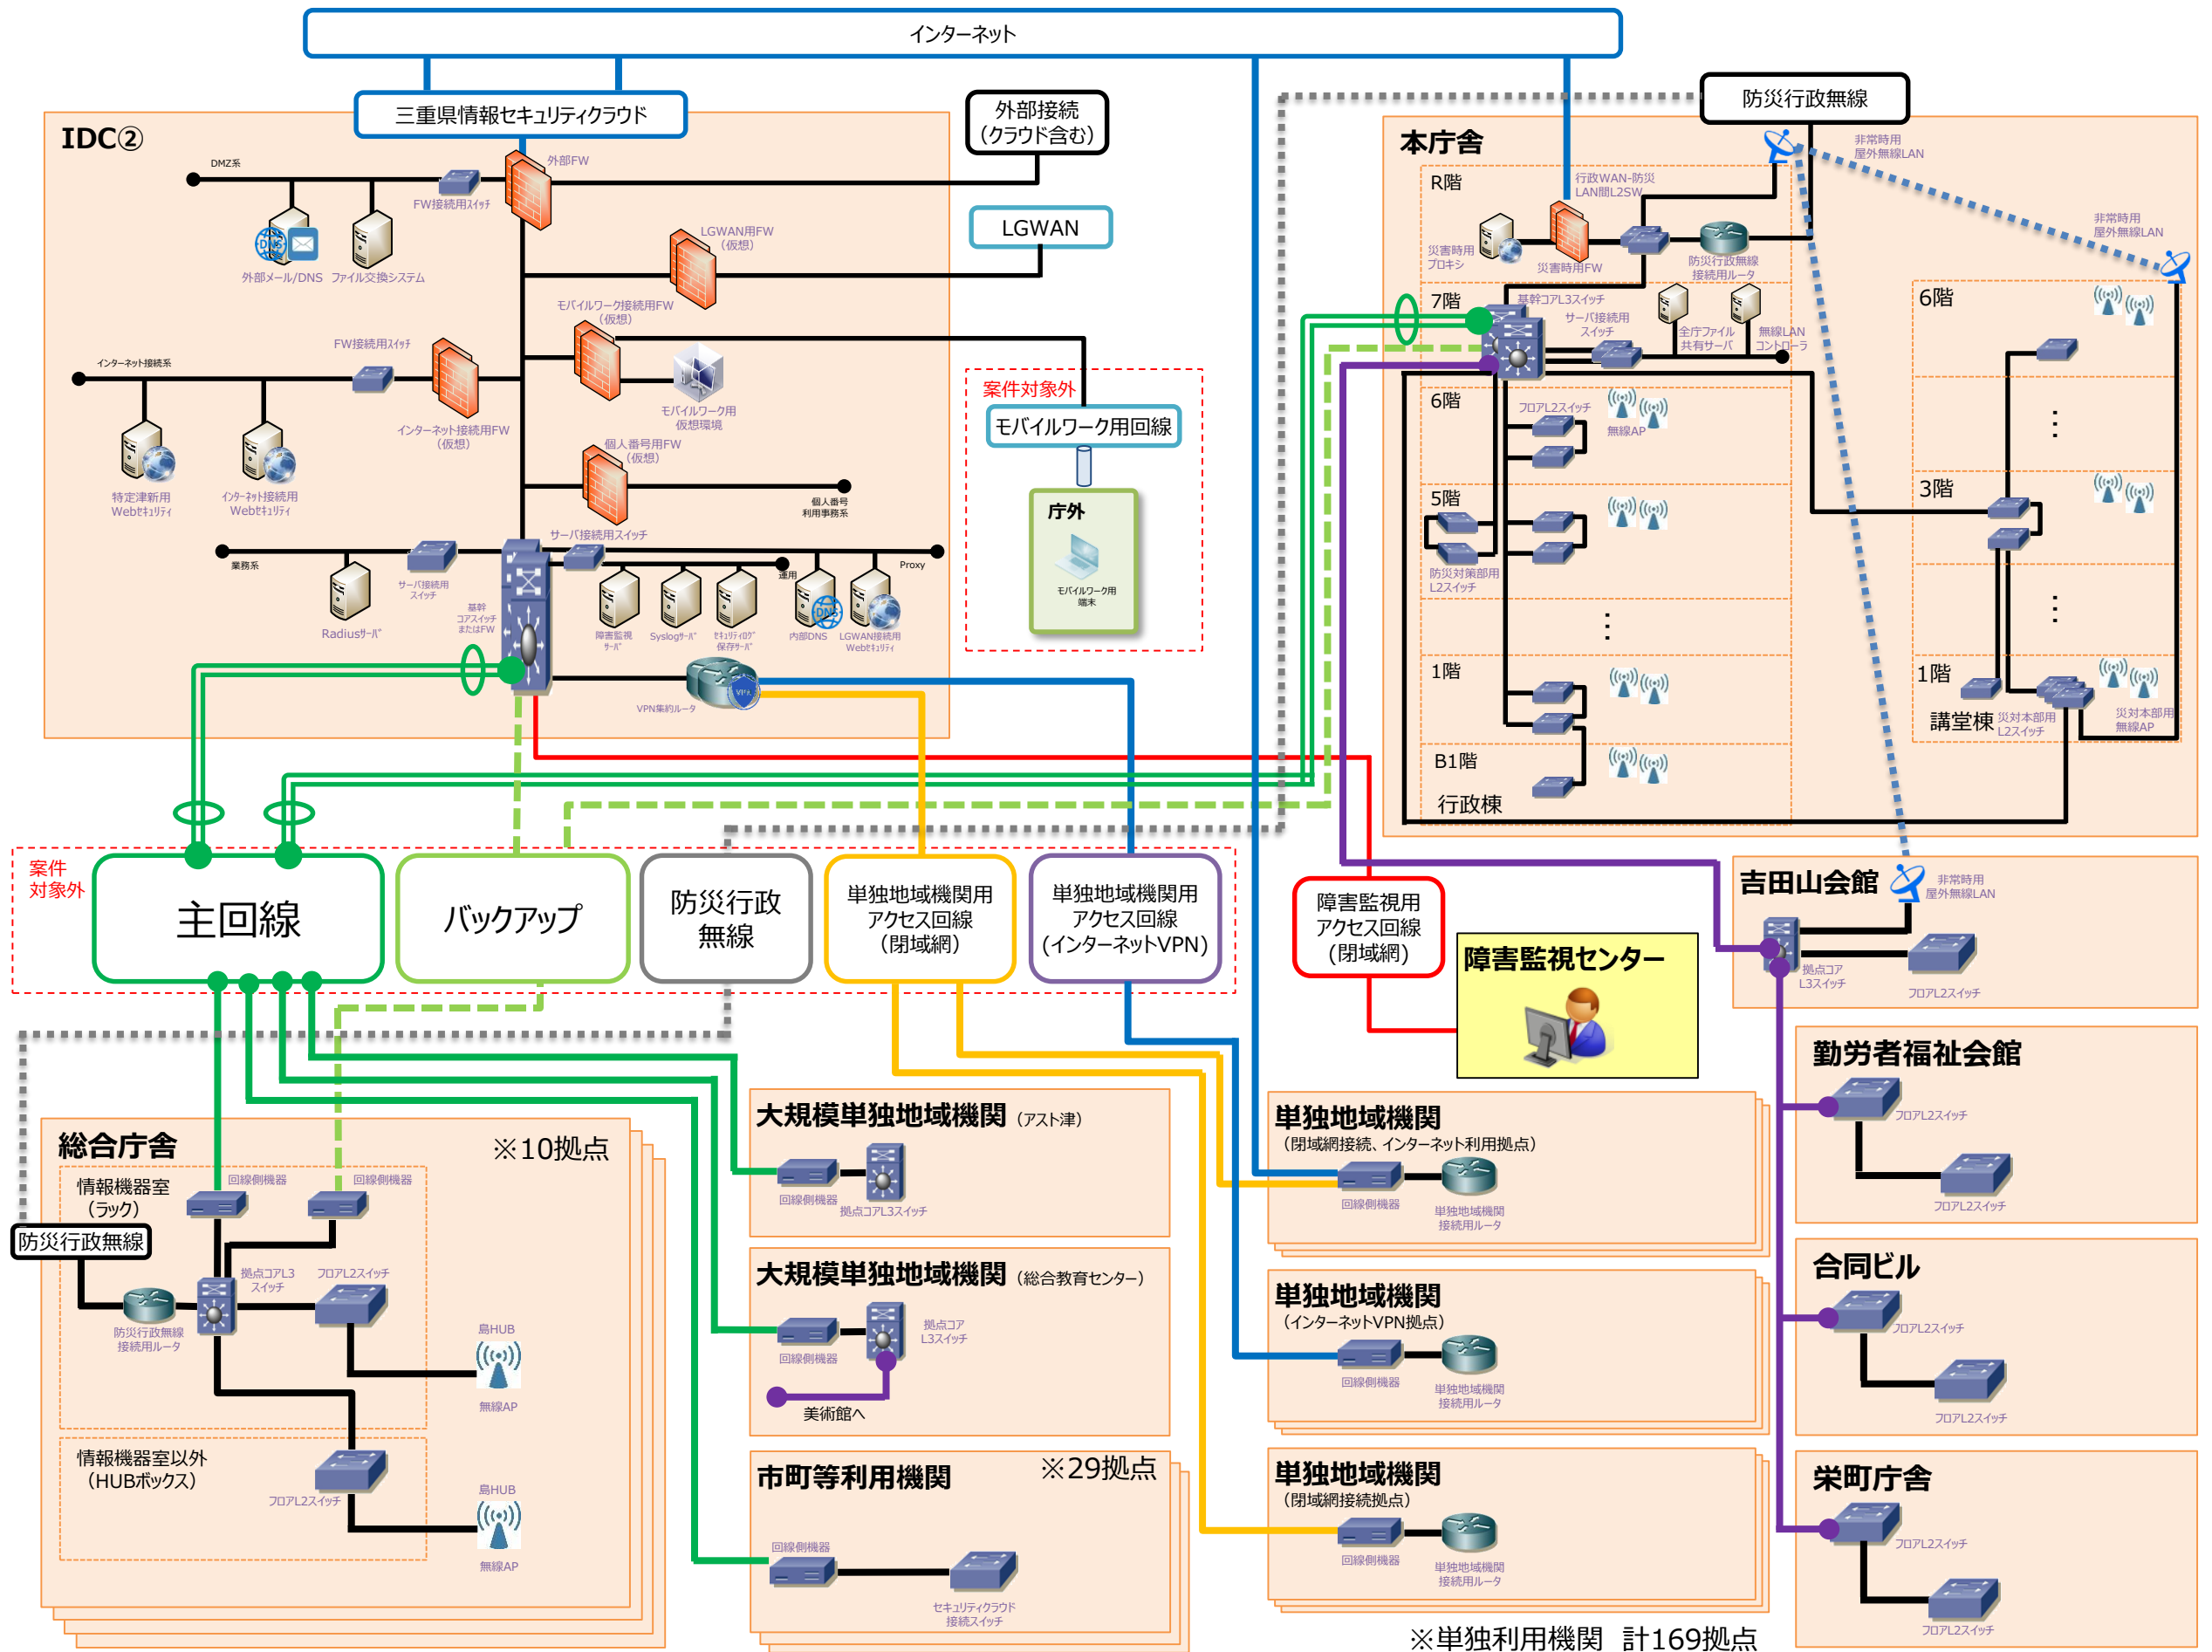 インターネット
三重県情報セキュリティクラウド
外部接続
（クラウド含む）
防災行政無線
IDC②
DMZ系
FW接続用スイッチ
外部FW
外部メール/DNS
ファイル交換システム
LGWAN用FW
（仮想）
LGWAN
モバイルワーク接続用FW
（仮想）
インターネット接続系
FW接続用スイッチ
インターネット接続用FW
（仮想）
モバイルワーク用
仮想環境
特定津新用
Webセキュリティ
インターネット接続用
Webセキュリティ
個人番号用FW
（仮想）
個人番号
利用事務系
サーバ接続用スイッチ
業務系
サーバ接続用
スイッチ
Radiusサーバ
基幹
コアスイッチ
またはFW
運用
Proxy
障害監視
サーバ
Syslogサーバ
セキュリティログ
保存サーバ
内部DNS
LGWAN接続用
Webセキュリティ
VPN
VPN集約ルータ
案件対象外
モバイルワーク用回線
庁外
モバイルワーク用
端末
本庁舎
非常時用
屋外無線LAN
R階
行政WAN-防災
LAN間L2SW
災害時用
プロキシ
災害時用FW
防災行政無線
接続用ルータ
非常時用
屋外無線LAN
7階
基幹コアL3スイッチ
サーバ接続用
スイッチ
全庁ファイル
共有サーバ
無線LAN
コントローラ
6階
フロアL2スイッチ
無線AP
5階
防災対策部用
L2スイッチ
1階
B1階
行政棟
6階
3階
1階
講堂棟
災対本部用
L2スイッチ
災対本部用
無線AP
案件
対象外
主回線
バックアップ
防災行政
無線
単独地域機関用
アクセス回線
（閉域網）
単独地域機関用
アクセス回線
（インターネットVPN）
障害監視用
アクセス回線
（閉域網）
障害監視センター
吉田山会館
非常時用
屋外無線LAN
拠点コア
L3スイッチ
フロアL2スイッチ
総合庁舎
※10拠点
情報機器室
（ラック）
回線側機器
回線側機器
防災行政無線
拠点コアL3
スイッチ
フロアL2スイッチ
防災行政無線
接続用ルータ
島HUB
無線AP
情報機器室以外
（HUBボックス）
フロアL2スイッチ
島HUB
無線AP
大規模単独地域機関（アスト津）
回線側機器
拠点コアL3スイッチ
大規模単独地域機関（総合教育センター）
回線側機器
拠点コア
L3スイッチ
美術館へ
市町等利用機関
※29拠点
回線側機器
セキュリティクラウド
接続スイッチ
単独地域機関
（閉域網接続、インターネット利用拠点）
回線側機器
単独地域機関
接続用ルータ
単独地域機関
（インターネットVPN拠点）
回線側機器
単独地域機関
接続用ルータ
単独地域機関
（閉域網接続拠点）
回線側機器
単独地域機関
接続用ルータ
※単独利用機関　計169拠点
勤労者福祉会館
フロアL2スイッチ
フロアL2スイッチ
合同ビル
フロアL2スイッチ
フロアL2スイッチ
栄町庁舎
フロアL2スイッチ
フロアL2スイッチ